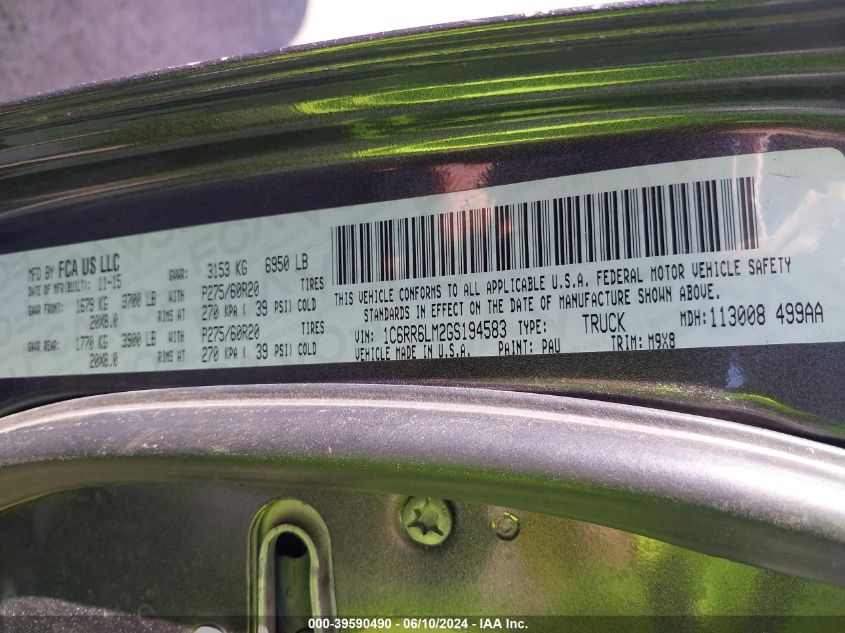 MFD BY FCA US LLC
DATE OF MFR(BUILT): 11-15
GVWR: 3153 KG 6950 LB
GAWR FRONT: 1679 KG 3700 LB WITH P275/60R20 TIRES
20X8.0 RIMS AT 270 KPA ( 39 PSI) COLD
GAWR REAR: 1770 KG 3900 LB WITH P275/60R20 TIRES
20X8.0 RIMS AT 270 KPA ( 39 PSI) COLD
THIS VEHICLE CONFORMS TO ALL APPLICABLE U.S.A. FEDERAL MOTOR VEHICLE SAFETY
STANDARDS IN EFFECT ON THE DATE OF MANUFACTURE SHOWN ABOVE.
VIN: 1C6RR6LM2GS194583 TYPE: TRUCK MDH:113008 499AA
VEHICLE MADE IN U.S.A. PAINT: PAU TRIM: M9X8
000-39590490 - 06/10/2024 - IAA Inc.